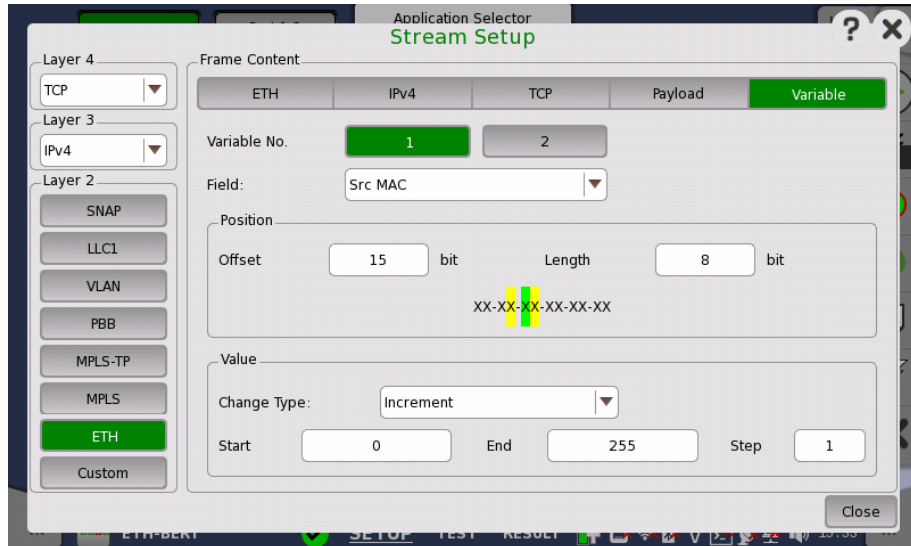 Application Selector
Stream Setup
?
Layer 4
TCP
Layer 3
IPv4
Layer 2
SNAP
LLC1
VLAN
PBB
MPLS-TP
MPLS
ETH
Custom
Frame Content
ETH IPv4 TCP Payload Variable
Variable No. 1 2
Field: Src MAC
Position
Offset 15 bit Length 8 bit
XX-XX-XX-XX-XX-XX
Value
Change Type: Increment
Start 0 End 255 Step 1
Close
ETH-BERT SETUP TEST RESULT